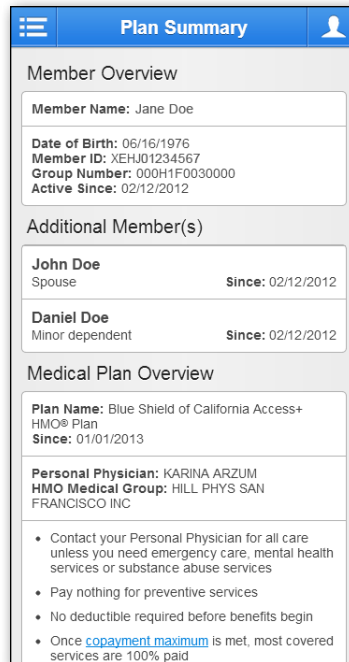 Plan Summary
Member Overview
Member Name: Jane Doe
Date of Birth: 06/16/1976
Member ID: XEHJ01234567
Group Number: 000H1F0030000
Active Since: 02/12/2012
Additional Member(s)
John Doe
Spouse Since: 02/12/2012
Daniel Doe
Minor dependent Since: 02/12/2012
Medical Plan Overview
Plan Name: Blue Shield of California Access+
HMO® Plan
Since: 01/01/2013
Personal Physician: KARINA ARZUM
HMO Medical Group: HILL PHYS SAN
FRANCISCO INC
• Contact your Personal Physician for all care
unless you need emergency care, mental health
services or substance abuse services
• Pay nothing for preventive services
• No deductible required before benefits begin
• Once copayment maximum is met, most covered
services are 100% paid